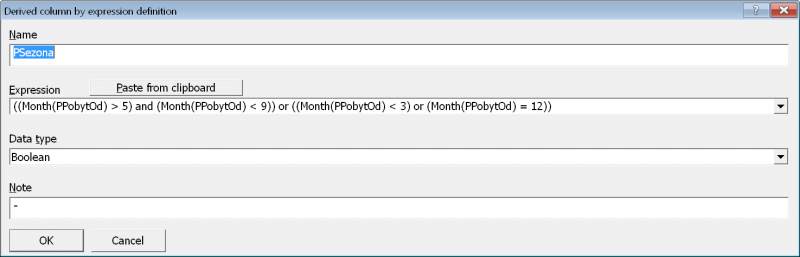 Derived column by expression definition
Name
PSezona
Expression
Paste from clipboard
((Month(PPobytOd) > 5) and (Month(PPobytOd) < 9)) or ((Month(PPobytOd) < 3) or (Month(PPobytOd) = 12))
Data type
Boolean
Note
-
OK Cancel